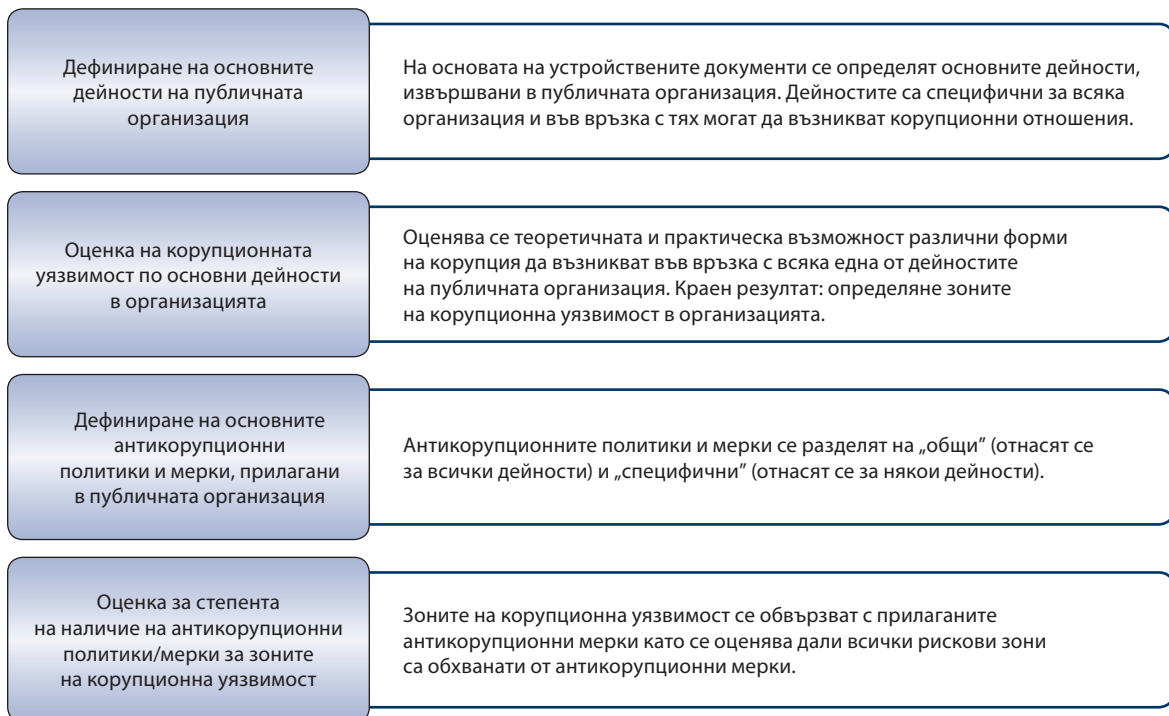 Дефиниране на основните
дейности на публичната
организация
На основата на устройствените документи се определят основните дейности,
извършвани в публичната организация. Дейностите са специфични за всяка
организация и във връзка с тях могат да възникват корупционни отношения.
Оценка на корупционната
уязвимост по основни дейности
в организацията
Оценява се теоретичната и практическа възможност различни форми
на корупция да възникват във връзка с всяка една от дейностите
на публичната организация. Краен резултат: определяне зоните
на корупционна уязвимост в организацията.
Дефиниране на основните
антикорупционни
политики и мерки, прилагани
в публичната организация
Антикорупционните политики и мерки се разделят на „общи” (отнасят се
за всички дейности) и „специфични” (отнасят се за някои дейности).
Оценка за степента
на наличие на антикорупционни
политики/мерки за зоните
на корупционна уязвимост
Зоните на корупционна уязвимост се обвързват с прилаганите
антикорупционни мерки като се оценява дали всички рискови зони
са обхванати от антикорупционни мерки.